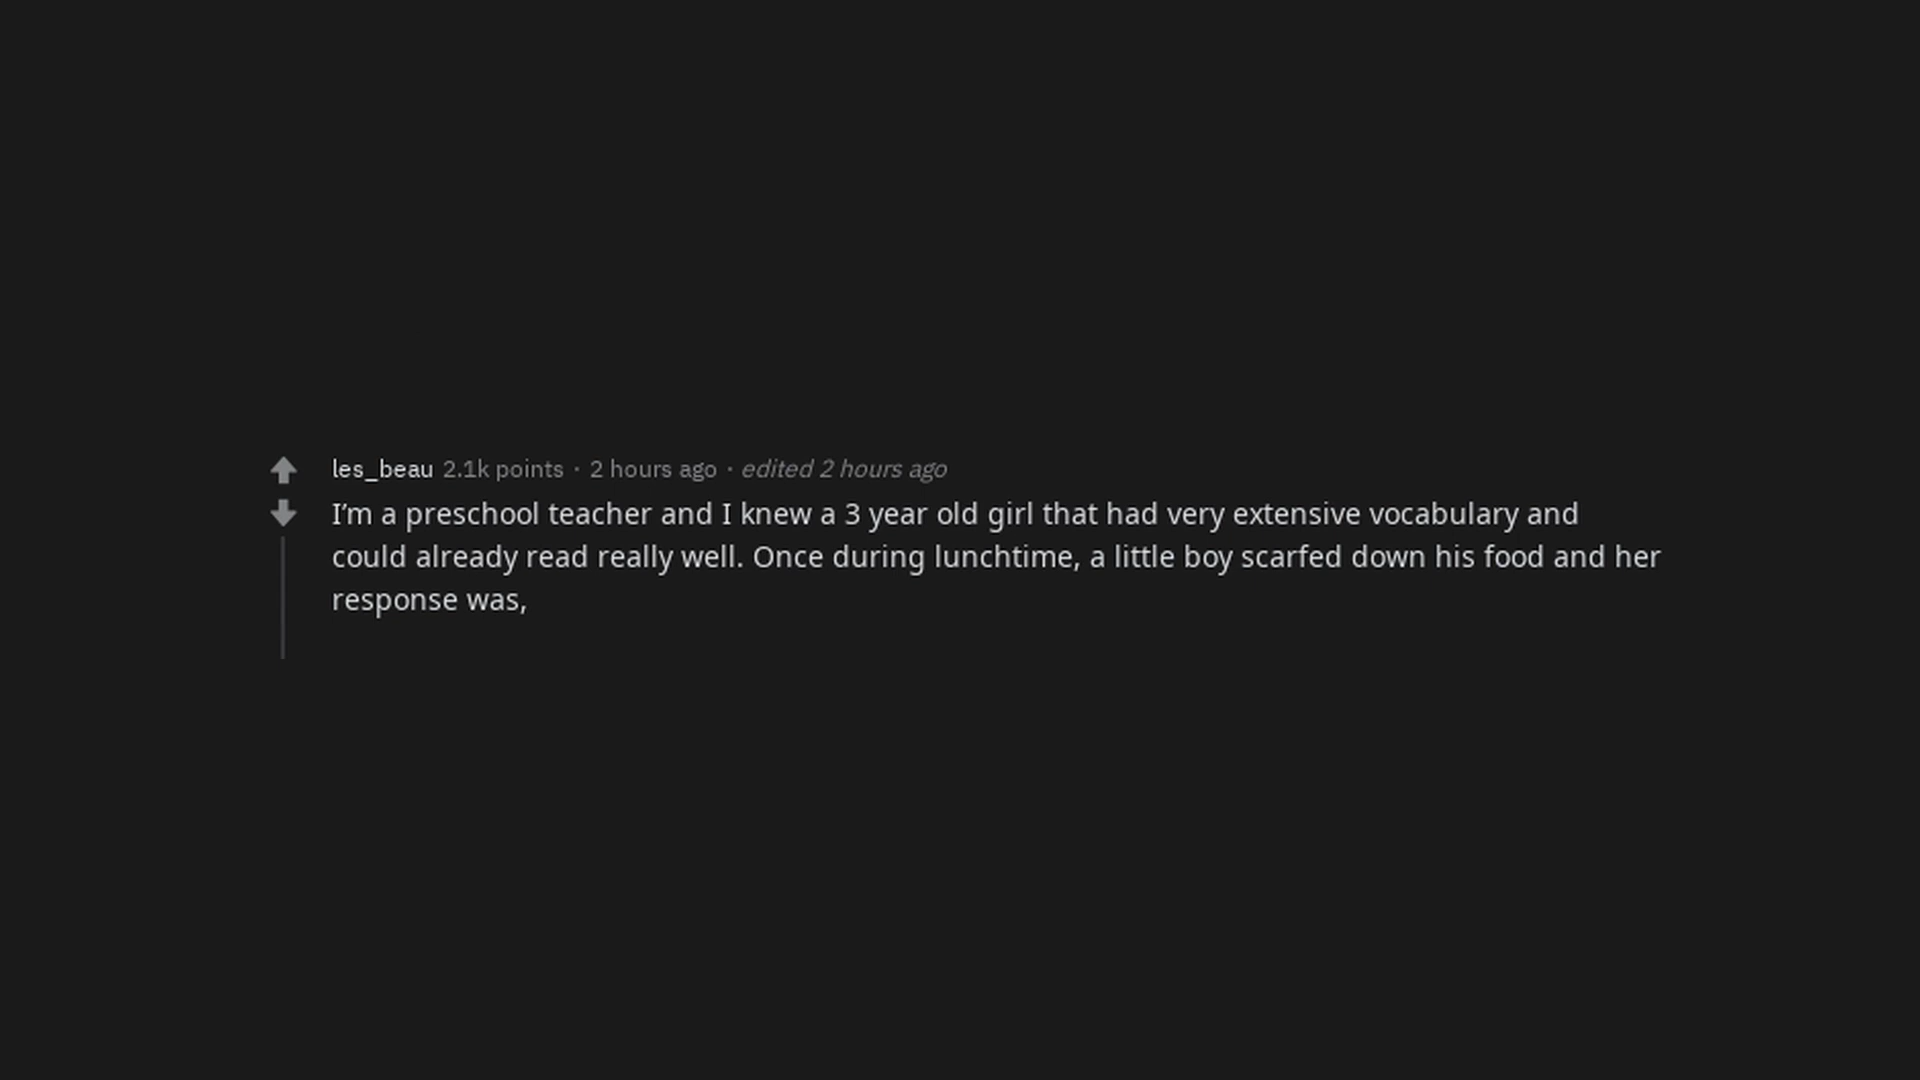 les_beau 2.1k points · 2 hours ago · edited 2 hours ago
I’m a preschool teacher and I knew a 3 year old girl that had very extensive vocabulary and
could already read really well. Once during lunchtime, a little boy scarfed down his food and her
response was,